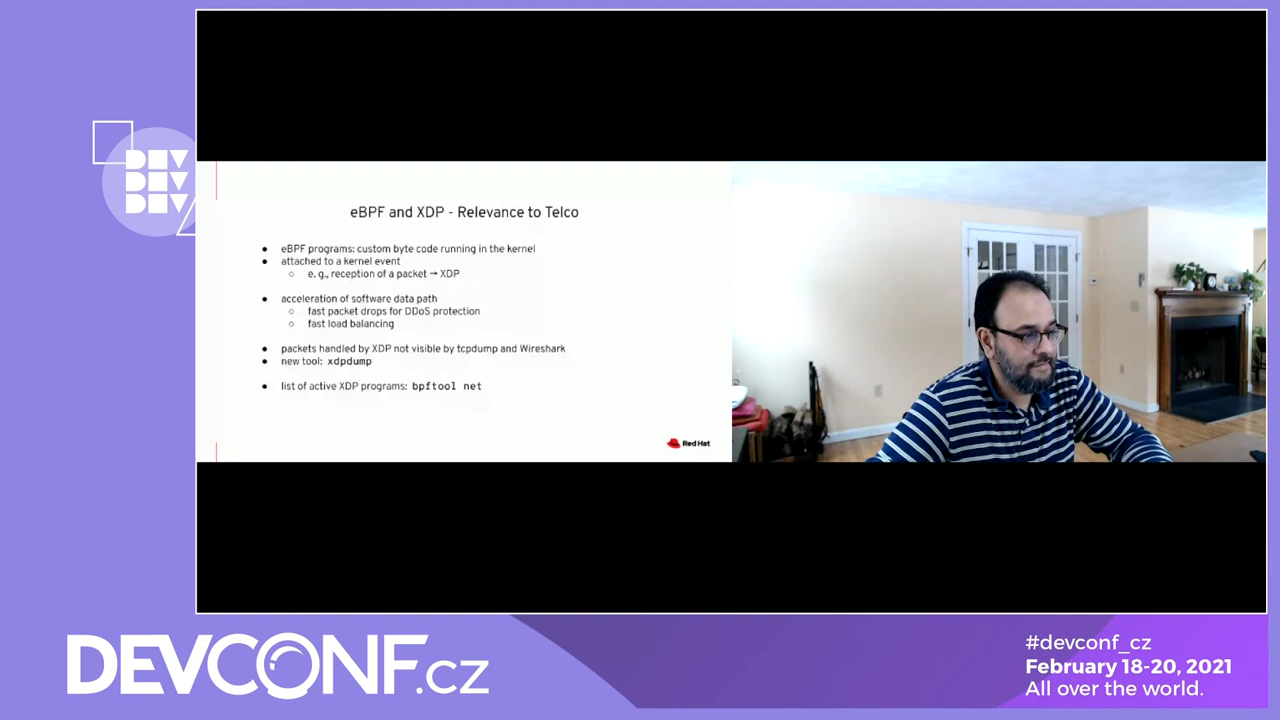 DEV
DEV
DEV
eBPF and XDP - Relevance to Telco
● eBPF programs: custom byte code running in the kernel
● attached to a kernel event
○ e. g., reception of a packet → XDP
● acceleration of software data path
○ fast packet drops for DDoS protection
○ fast load balancing
● packets handled by XDP not visible by tcpdump and Wireshark
● new tool: xdpdump
● list of active XDP programs: bpftool net
Red Hat
DEVCONF.cz
#devconf_cz
February 18-20, 2021
All over the world.